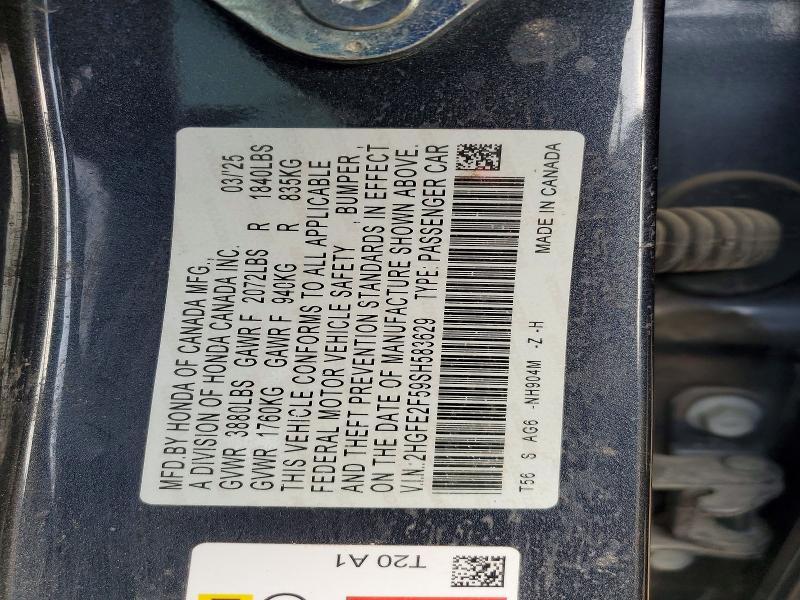 MFD.BY HONDA OF CANADA MFG., 03/'25
A DIVISION OF HONDA CANADA INC.
GVWR 3880LBS GAWR F 2072LBS R 1840LBS
GVWR 1760KG GAWR F 940KG R 835KG
THIS VEHICLE CONFORMS TO ALL APPLICABLE
FEDERAL MOTOR VEHICLE SAFETY , BUMPER ,
AND THEFT PREVENTION STANDARDS IN EFFECT
ON THE DATE OF MANUFACTURE SHOWN ABOVE.
V.I.N.:2HGFE2F59SH583629 TYPE: PASSENGER CAR
T56 S AG6 -NH904M -Z -H MADE IN CANADA
T20 A1